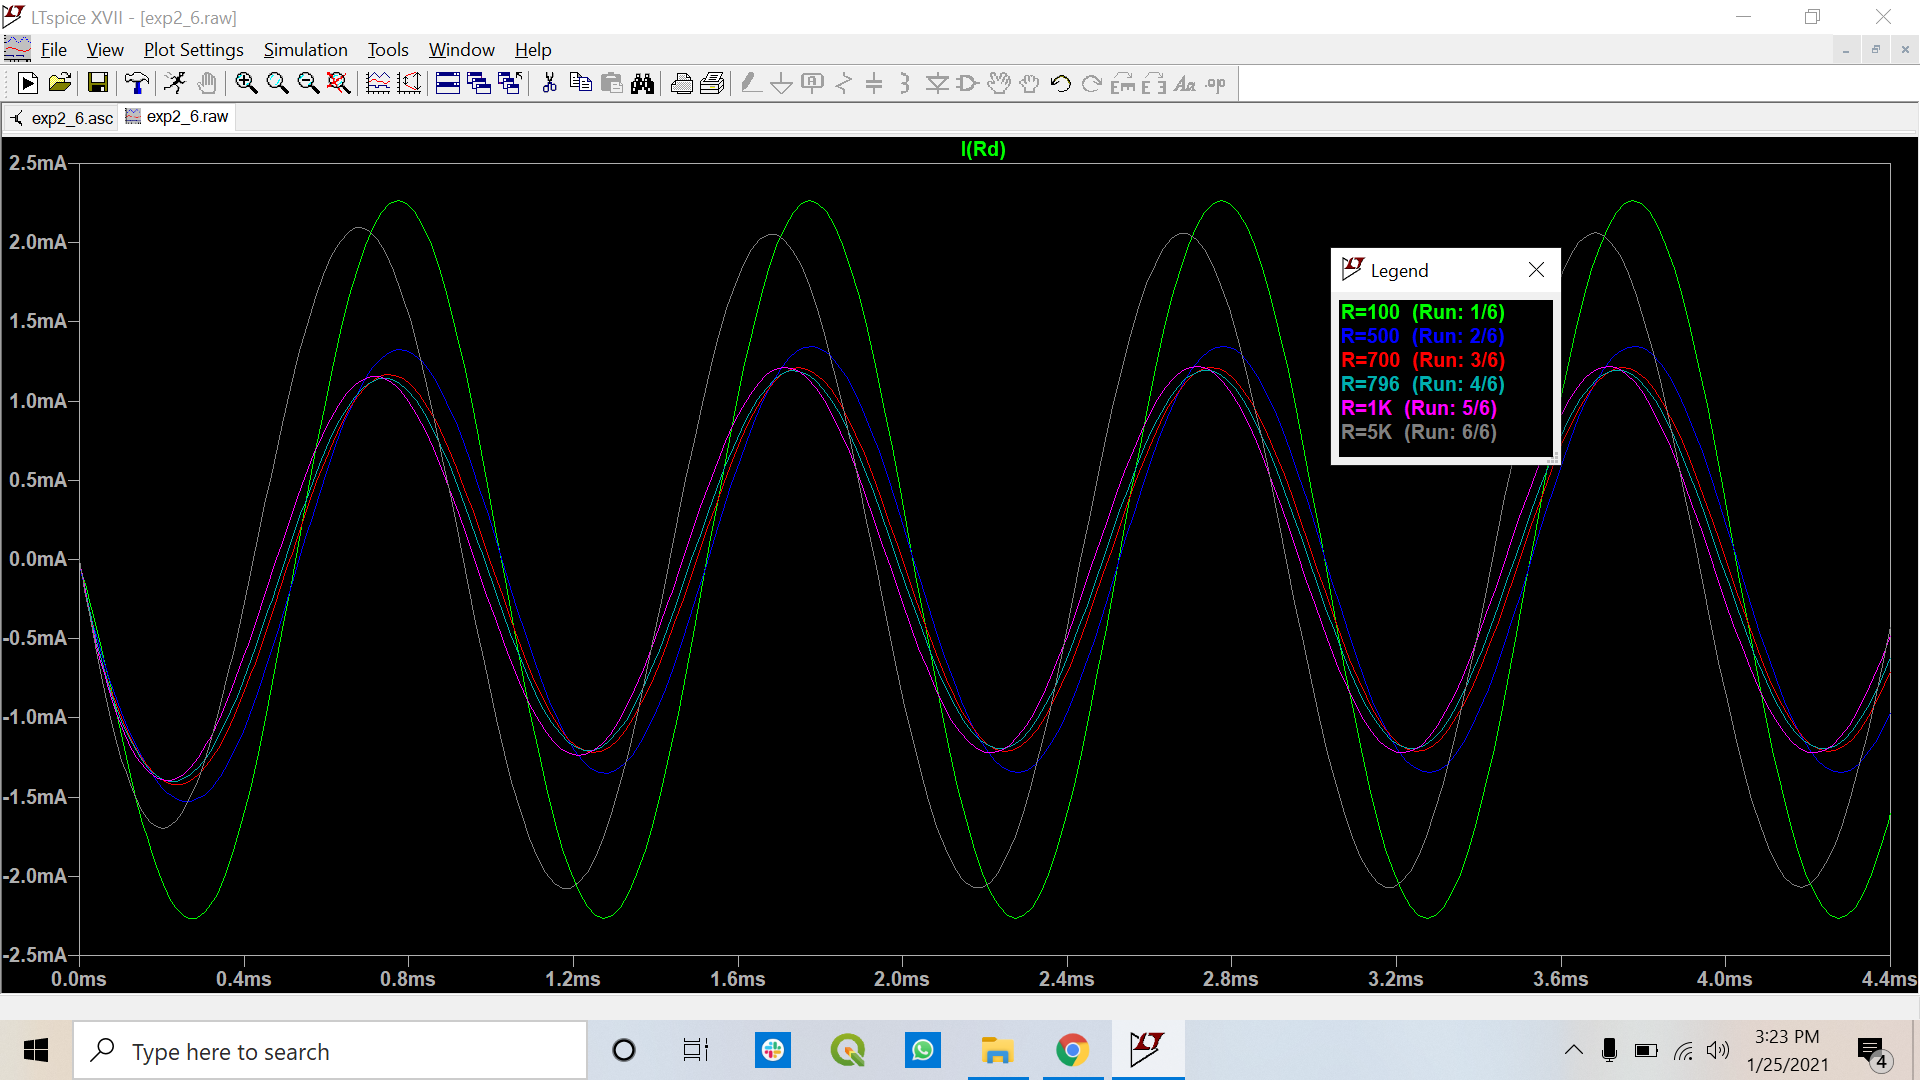 LTspice XVII - [exp2_6.raw]
File View Plot Settings Simulation Tools Window Help
exp2_6.asc exp2_6.raw
I(Rd)
2.5mA
2.0mA
1.5mA
1.0mA
0.5mA
0.0mA
-0.5mA
-1.0mA
-1.5mA
-2.0mA
-2.5mA
Legend
R=100 (Run: 1/6)
R=500 (Run: 2/6)
R=700 (Run: 3/6)
R=796 (Run: 4/6)
R=1K (Run: 5/6)
R=5K (Run: 6/6)
0.0ms 0.4ms 0.8ms 1.2ms 1.6ms 2.0ms 2.4ms 2.8ms 3.2ms 3.6ms 4.0ms 4.4ms
Type here to search
3:23 PM
1/25/2021
4